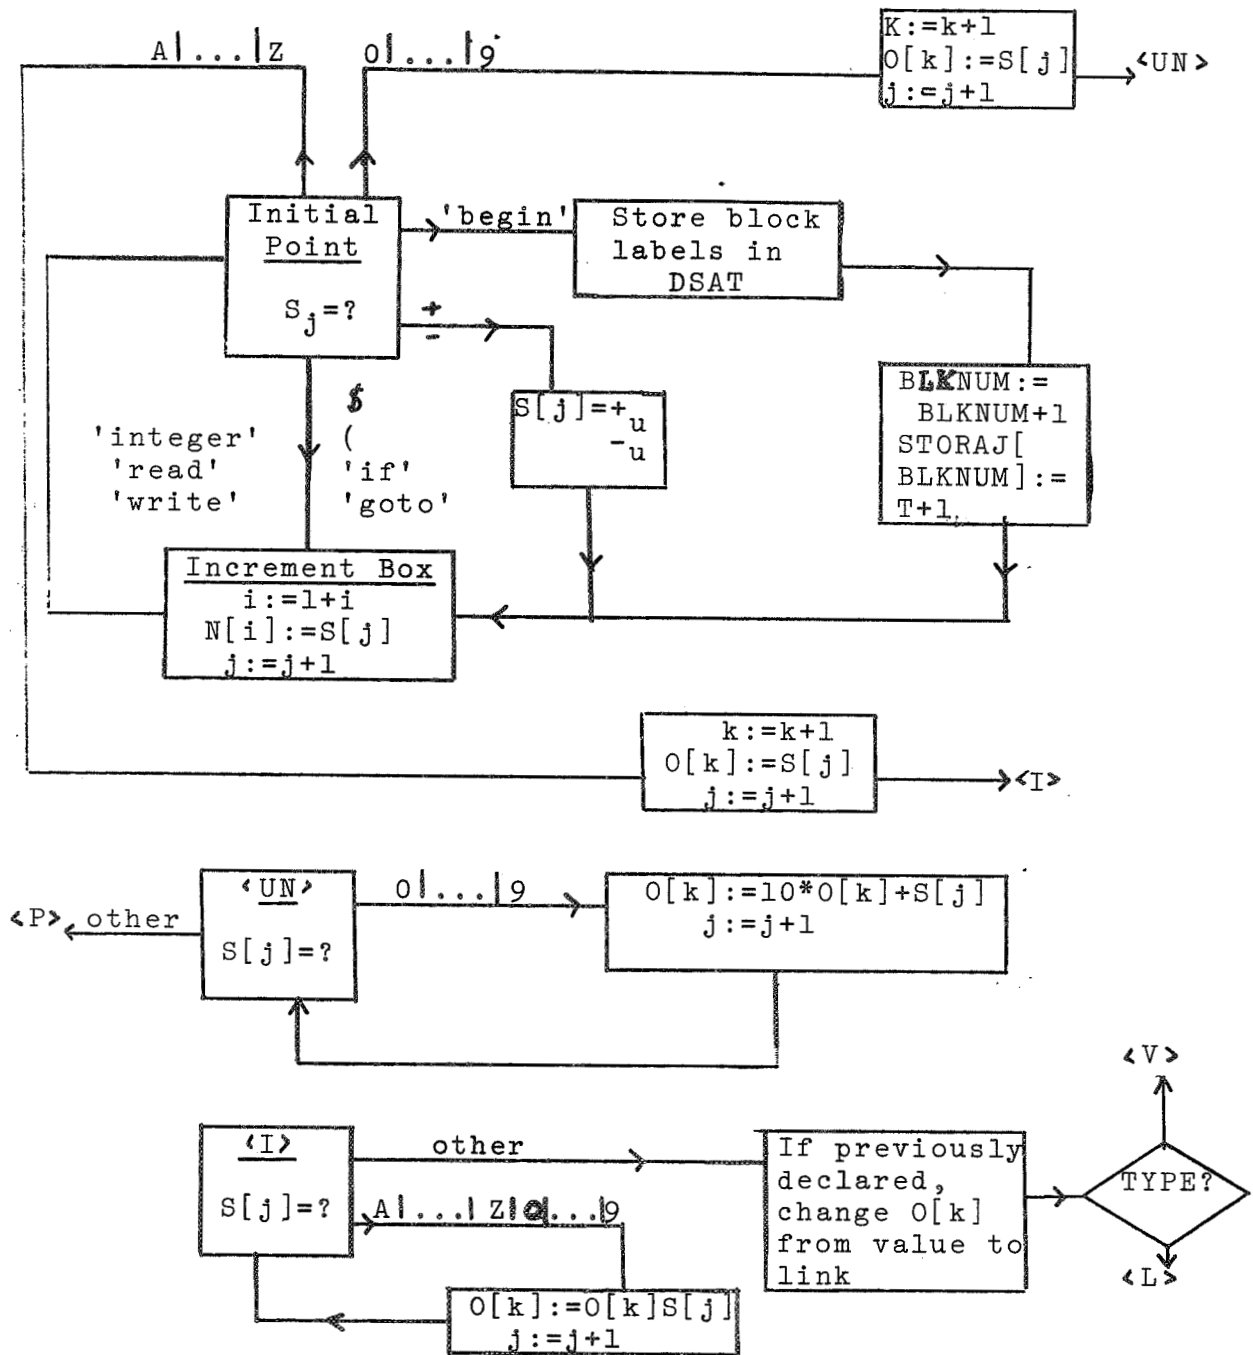 A|...|Z
0|...|9
K:=k+1
O[k]:=S[j]
j:=j+1
<UN>
Initial
Point
S_j=?
'begin'
Store block
labels in
DSAT
+
-
S[j]=+u
-u
BLKNUM:=
BLKNUM+1
STORAJ[
BLKNUM]:=
T+1
'integer'
'read'
'write'
$
(
'if'
'goto'
Increment Box
i:=1+i
N[i]:=S[j]
j:=j+1
k:=k+1
O[k]:=S[j]
j:=j+1
<I>
<P>
other
<UN>
S[j]=?
0|...|9
O[k]:=10*O[k]+S[j]
j:=j+1
<I>
S[j]=?
other
A|...|Z|0|...|9
O[k]:=O[k]S[j]
j:=j+1
If previously
declared,
change O[k]
from value to
link
<V>
TYPE?
<L>